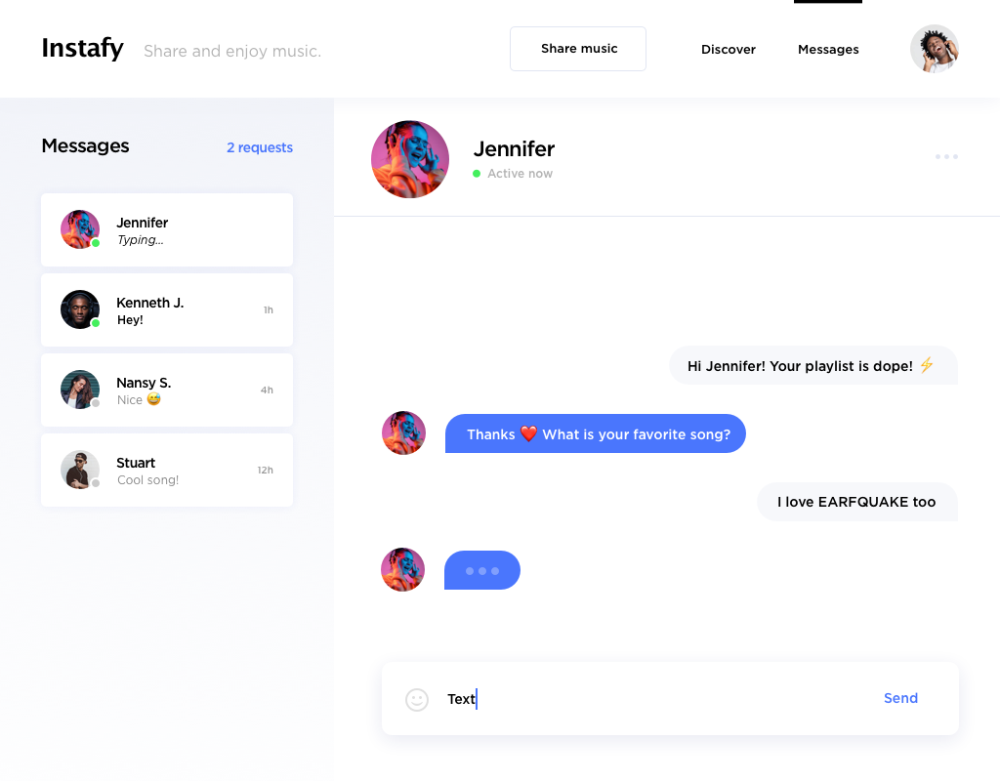 Instafy
Share and enjoy music.
Share music
Discover
Messages
Messages
2 requests
Jennifer
Typing...
Kenneth J.
Hey!
1h
Nansy S.
Nice 😅
4h
Stuart
Cool song!
12h
Jennifer
Active now
Hi Jennifer! Your playlist is dope! ⚡
Thanks ❤️ What is your favorite song?
I love EARFQUAKE too
Text
Send